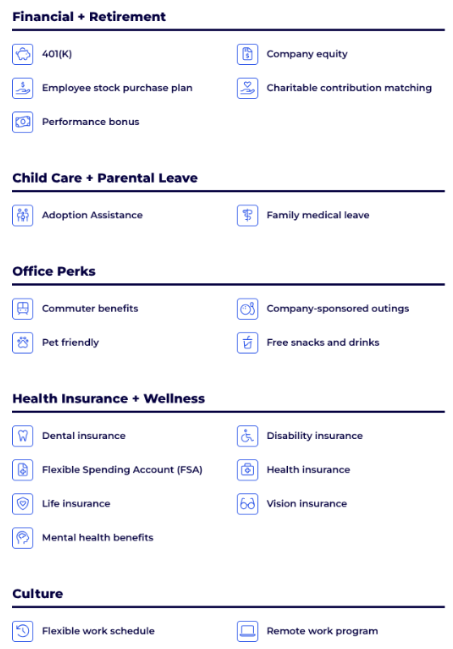 Financial + Retirement
401(K)
Company equity
Employee stock purchase plan
Charitable contribution matching
Performance bonus
Child Care + Parental Leave
Adoption Assistance
Family medical leave
Office Perks
Commuter benefits
Company-sponsored outings
Pet friendly
Free snacks and drinks
Health Insurance + Wellness
Dental insurance
Disability insurance
Flexible Spending Account (FSA)
Health insurance
Life insurance
Vision insurance
Mental health benefits
Culture
Flexible work schedule
Remote work program